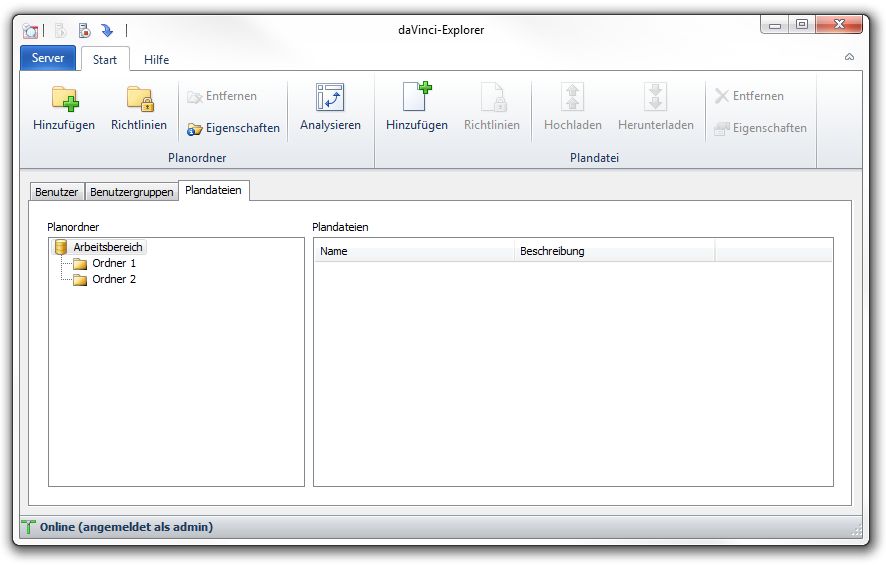 daVinci-Explorer
Server Start Hilfe
Hinzufügen Richtlinien Entfernen Eigenschaften Analysieren Hinzufügen Richtlinien Hochladen Herunterladen Entfernen Eigenschaften
Planordner Plandatei
Benutzer Benutzergruppen Plandateien
Planordner Plandateien
Arbeitsbereich Name Beschreibung
Ordner 1
Ordner 2
Online (angemeldet als admin)